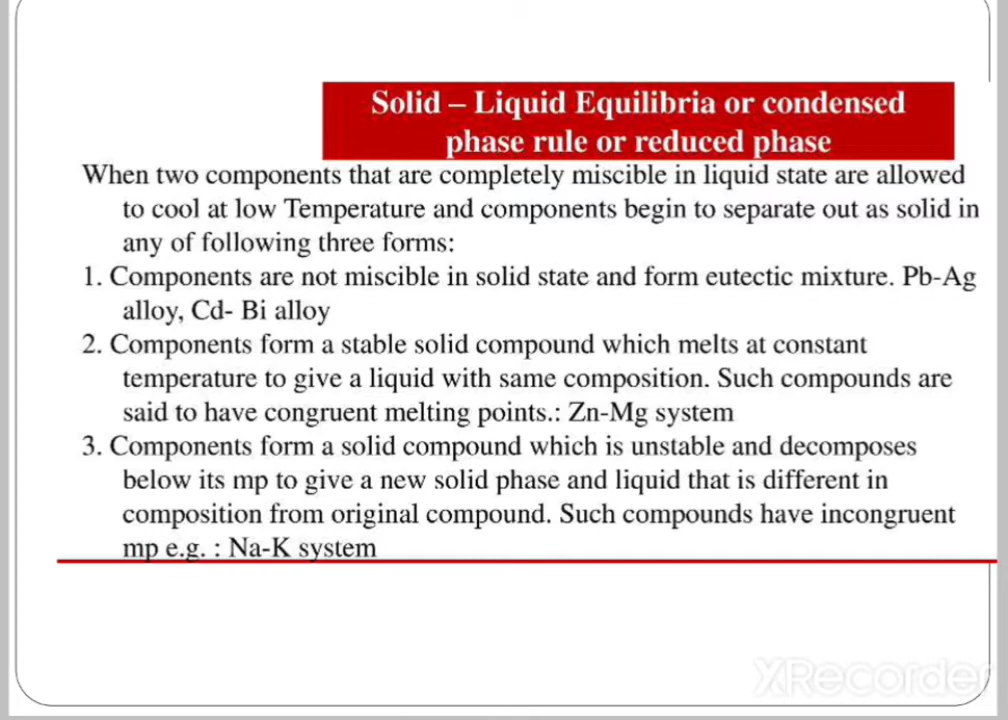 Solid – Liquid Equilibria or condensed
phase rule or reduced phase
When two components that are completely miscible in liquid state are allowed
to cool at low Temperature and components begin to separate out as solid in
any of following three forms:
1. Components are not miscible in solid state and form eutectic mixture. Pb-Ag
alloy, Cd- Bi alloy
2. Components form a stable solid compound which melts at constant
temperature to give a liquid with same composition. Such compounds are
said to have congruent melting points.: Zn-Mg system
3. Components form a solid compound which is unstable and decomposes
below its mp to give a new solid phase and liquid that is different in
composition from original compound. Such compounds have incongruent
mp e.g. : Na-K system
XRecorder